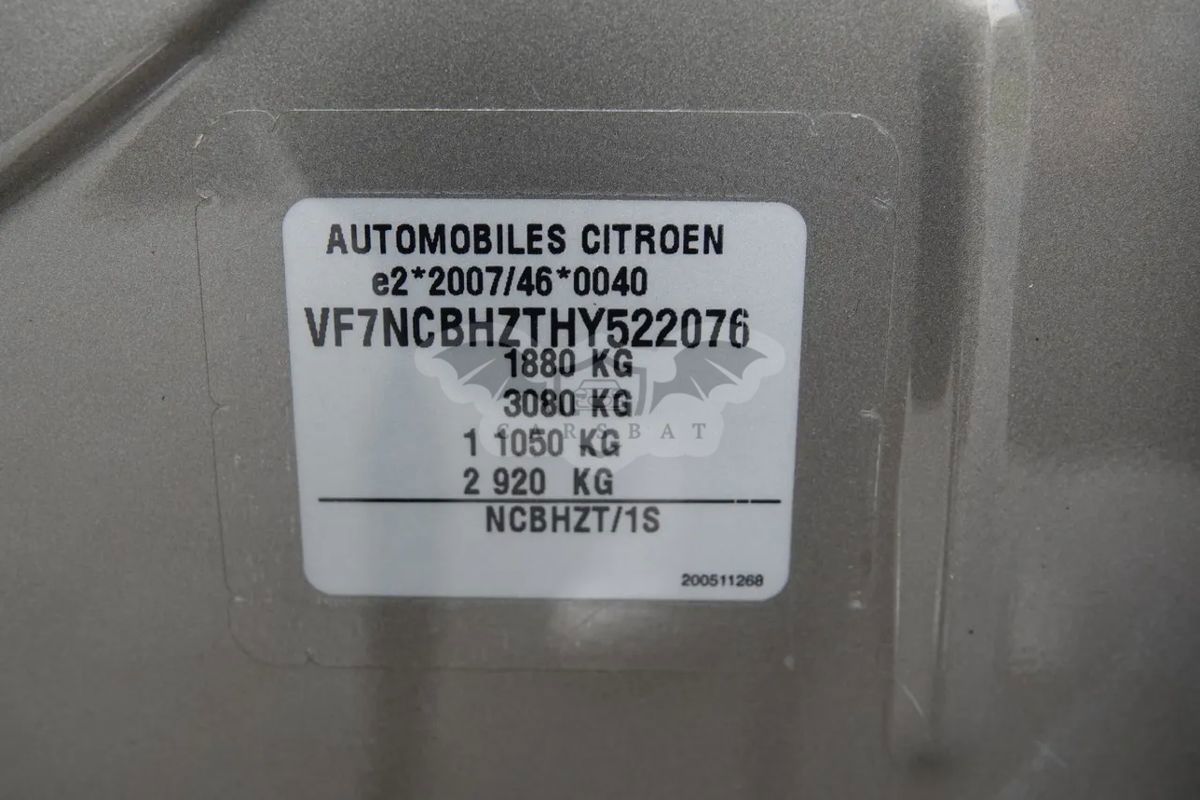 AUTOMOBILES CITROEN
e2*2007/46*0040
VF7NCBHZTHY522076
1880 KG
3080 KG
CARSBAT
1 1050 KG
2 920 KG
NCBHZT/1S
200511268